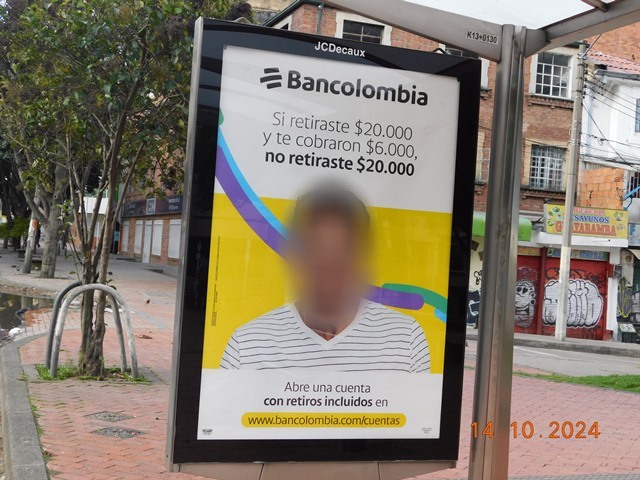 JCDecaux
K13+0130
Bancolombia
Si retiraste $20.000
y te cobraron $6.000,
no retiraste $20.000
Abre una cuenta
con retiros incluidos en
www.bancolombia.com/cuentas
GUAYARAMBA
14 10 2024